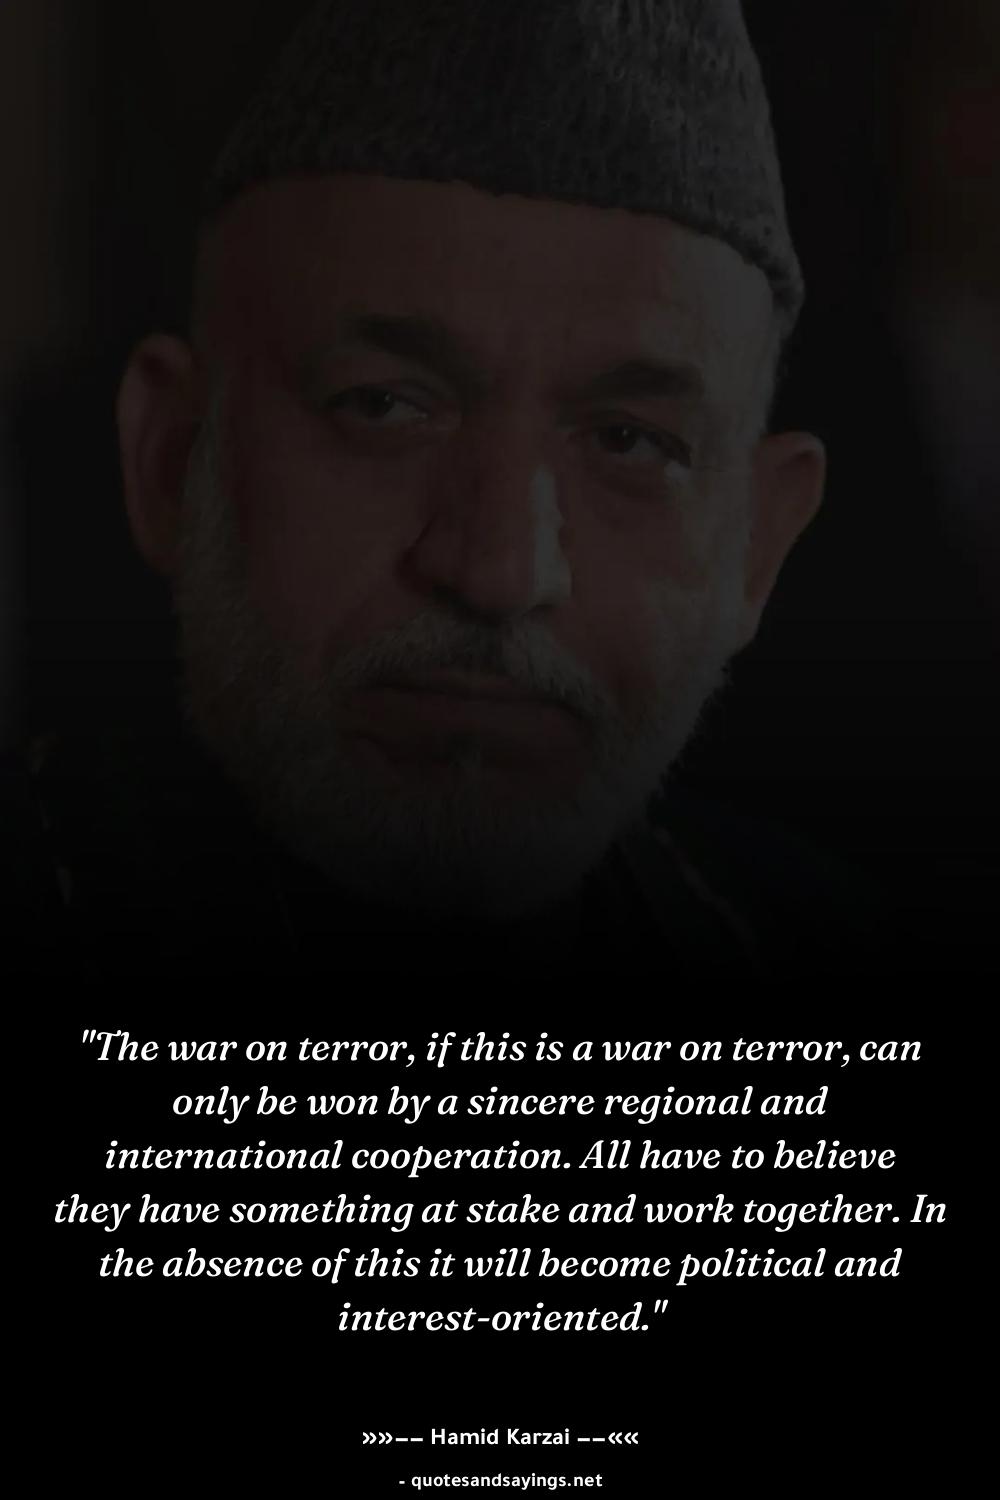 "The war on terror, if this is a war on terror, can
only be won by a sincere regional and
international cooperation. All have to believe
they have something at stake and work together. In
the absence of this it will become political and
interest-oriented."
»»–– Hamid Karzai ––««
- quotesandsayings.net